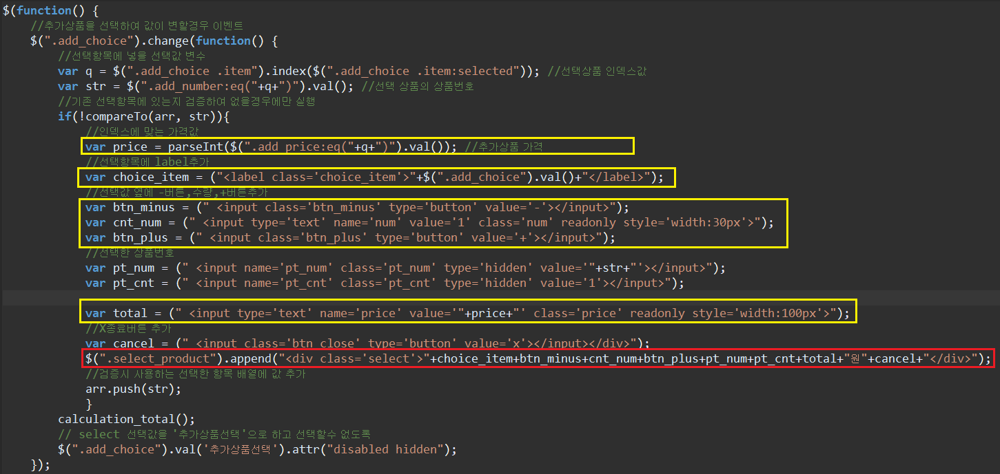 $(function() {
//추가상품을 선택하여 값이 변할경우 이벤트
$(".add_choice").change(function() {
//선택항목에 넣을 선택값 변수
var q = $(".add_choice .item").index($(".add_choice .item:selected")); //선택상품 인덱스값
var str = $(".add_number:eq("+q+")").val(); //선택 상품의 상품번호
//기존 선택항목에 있는지 검증하여 없을경우에만 실행
if(!compareTo(arr, str)){
//인덱스에 맞는 가격값
var price = parseInt($(".add_price:eq("+q+")").val()); //추가상품 가격
//선택항목에 label추가
var choice_item = ("<label class='choice_item'>"+$(".add_choice").val()+"</label>");
//선택값 옆에 -버튼,수량,+버튼추가
var btn_minus = (" <input class='btn_minus' type='button' value='-'></input>");
var cnt_num = (" <input type='text' name='num' value='1' class='num' readonly style='width:30px'>");
var btn_plus = (" <input class='btn_plus' type='button' value='+'></input>");
//선택한 상품번호
var pt_num = (" <input name='pt_num' class='pt_num' type='hidden' value='"+str+"'></input>");
var pt_cnt = (" <input name='pt_cnt' class='pt_cnt' type='hidden' value='1'></input>");
var total = (" <input type='text' name='price' value='"+price+"' class='price' readonly style='width:100px'>");
//X종료버튼 추가
var cancel = (" <input class='btn_close' type='button' value='x'></input></div>");
$(".select_product").append("<div class='select'>"+choice_item+btn_minus+cnt_num+btn_plus+pt_num+pt_cnt+total+"원"+cancel+"</div>");
//검증시 사용하는 선택한 항목 배열에 값 추가
arr.push(str);
}
calculation_total();
// select 선택값을 '추가상품선택'으로 하고 선택할수 없도록
$(".add_choice").val('추가상품선택').attr("disabled hidden");
});